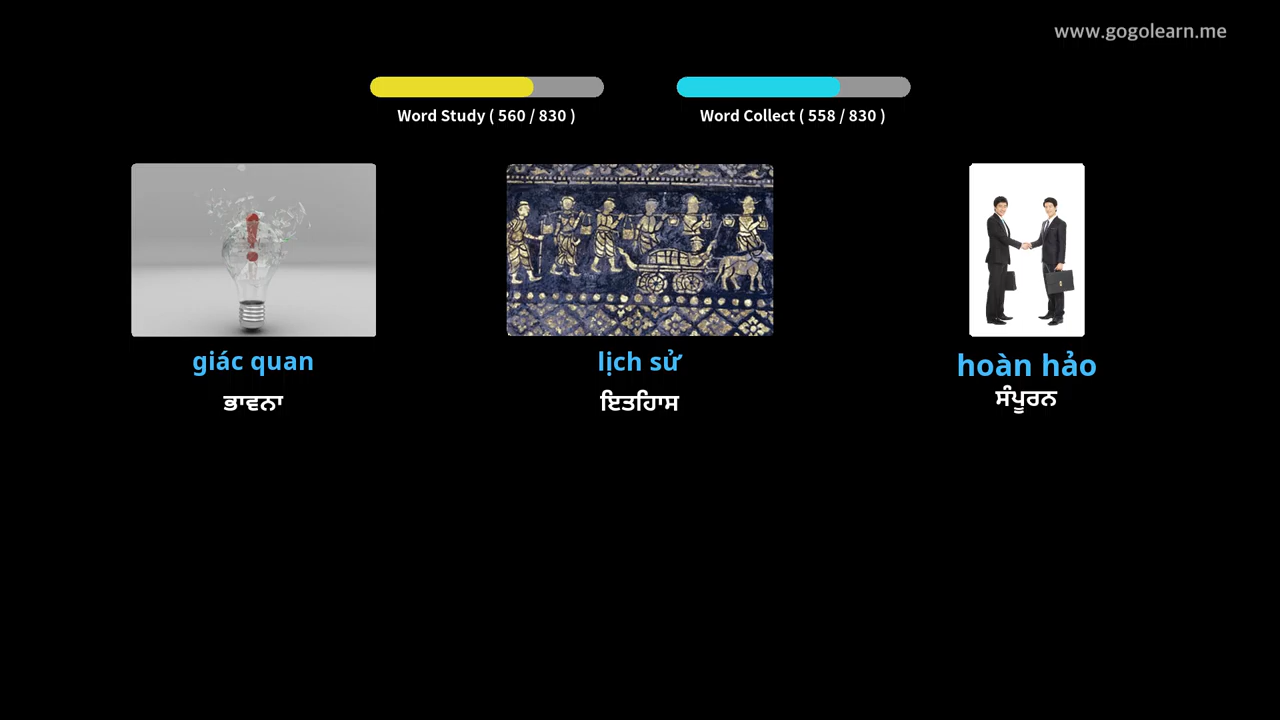 www.gogolearn.me
Word Study ( 560 / 830 )
Word Collect ( 558 / 830 )
giác quan
lịch sử
hoàn hảo
ਭਾਵਨਾ
ਇਤਹਿਾਸ
ਸੰਪੂਰਨ